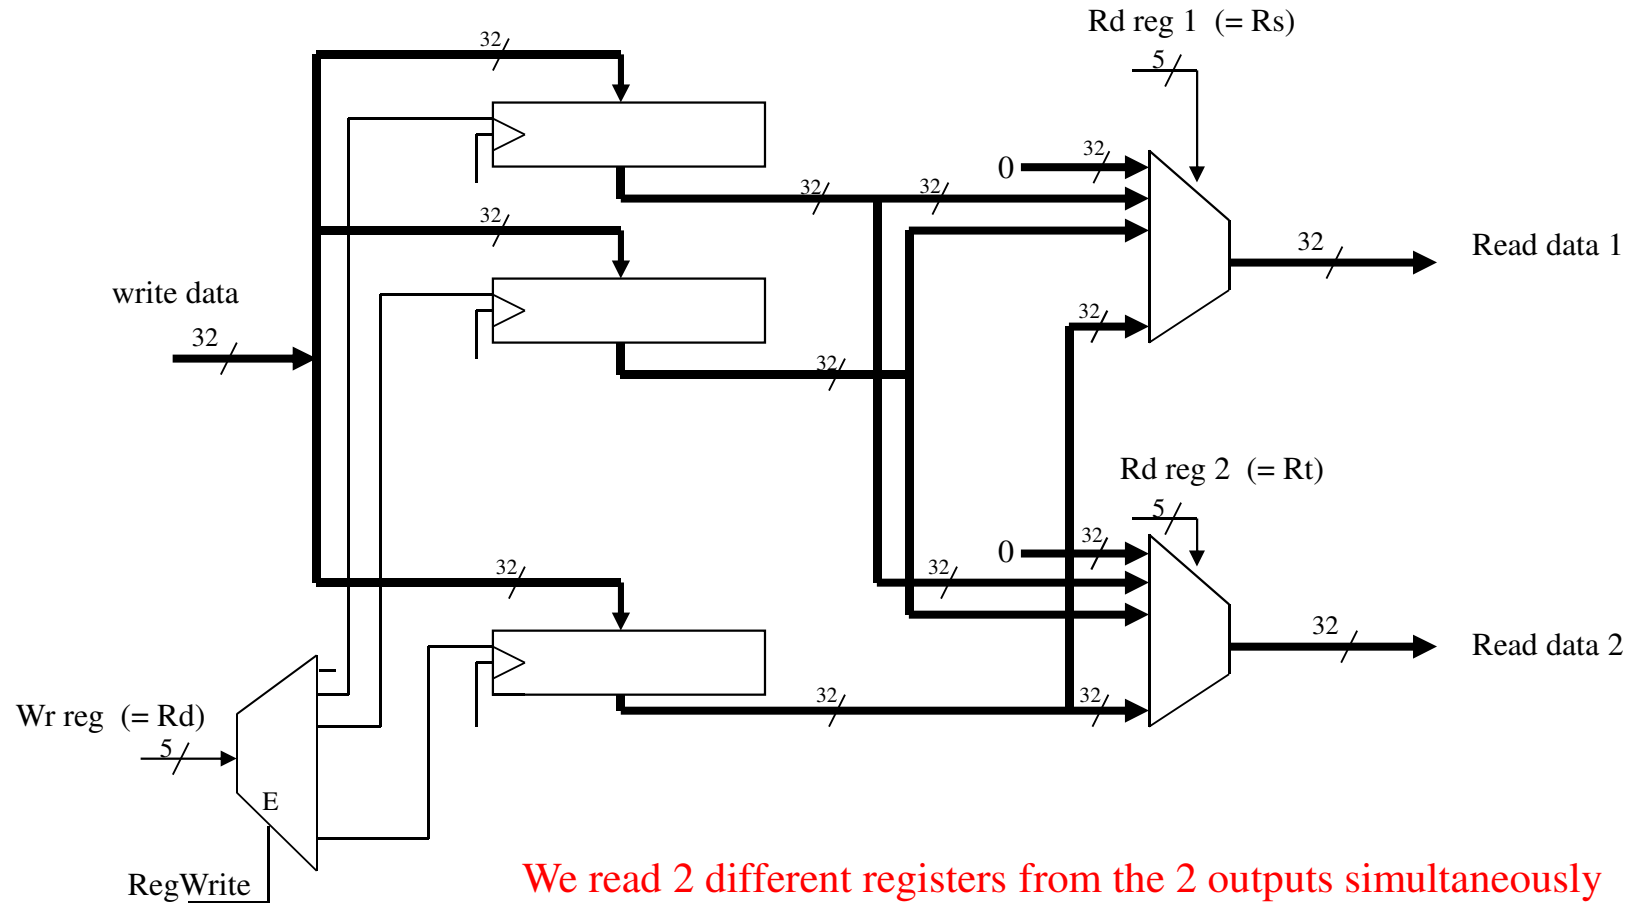 Rd reg 1 (= Rs)
32
5
32
0
32
32
32
32
Read data 1
write data
32
32
32
32
Rd reg 2 (= Rt)
5
0
32
32
32
32
Read data 2
32
32
Wr reg (= Rd)
5
E
RegWrite
We read 2 different registers from the 2 outputs simultaneously